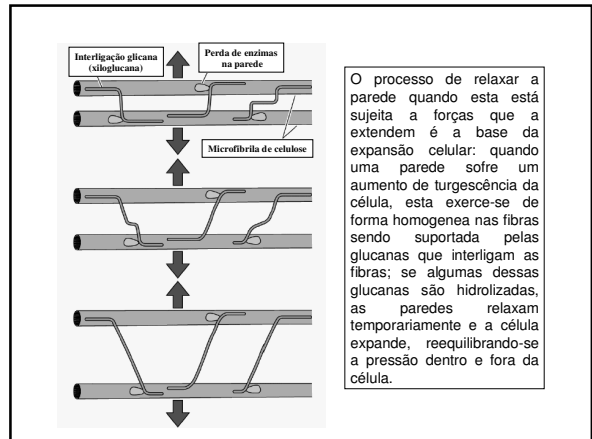 Interligação glicana
(xiloglucana)
Perda de enzimas
na parede
Microfibrila de celulose
O processo de relaxar a
parede quando esta está
sujeita a forças que a
extendem é a base da
expansão celular: quando
uma parede sofre um
aumento de turgescência da
célula, esta exerce-se de
forma homogenea nas fibras
sendo suportada pelas
glucanas que interligam as
fibras; se algumas dessas
glucanas são hidrolizadas,
as paredes relaxam
temporariamente e a célula
expande, reequilibrando-se
a pressão dentro e fora da
célula.